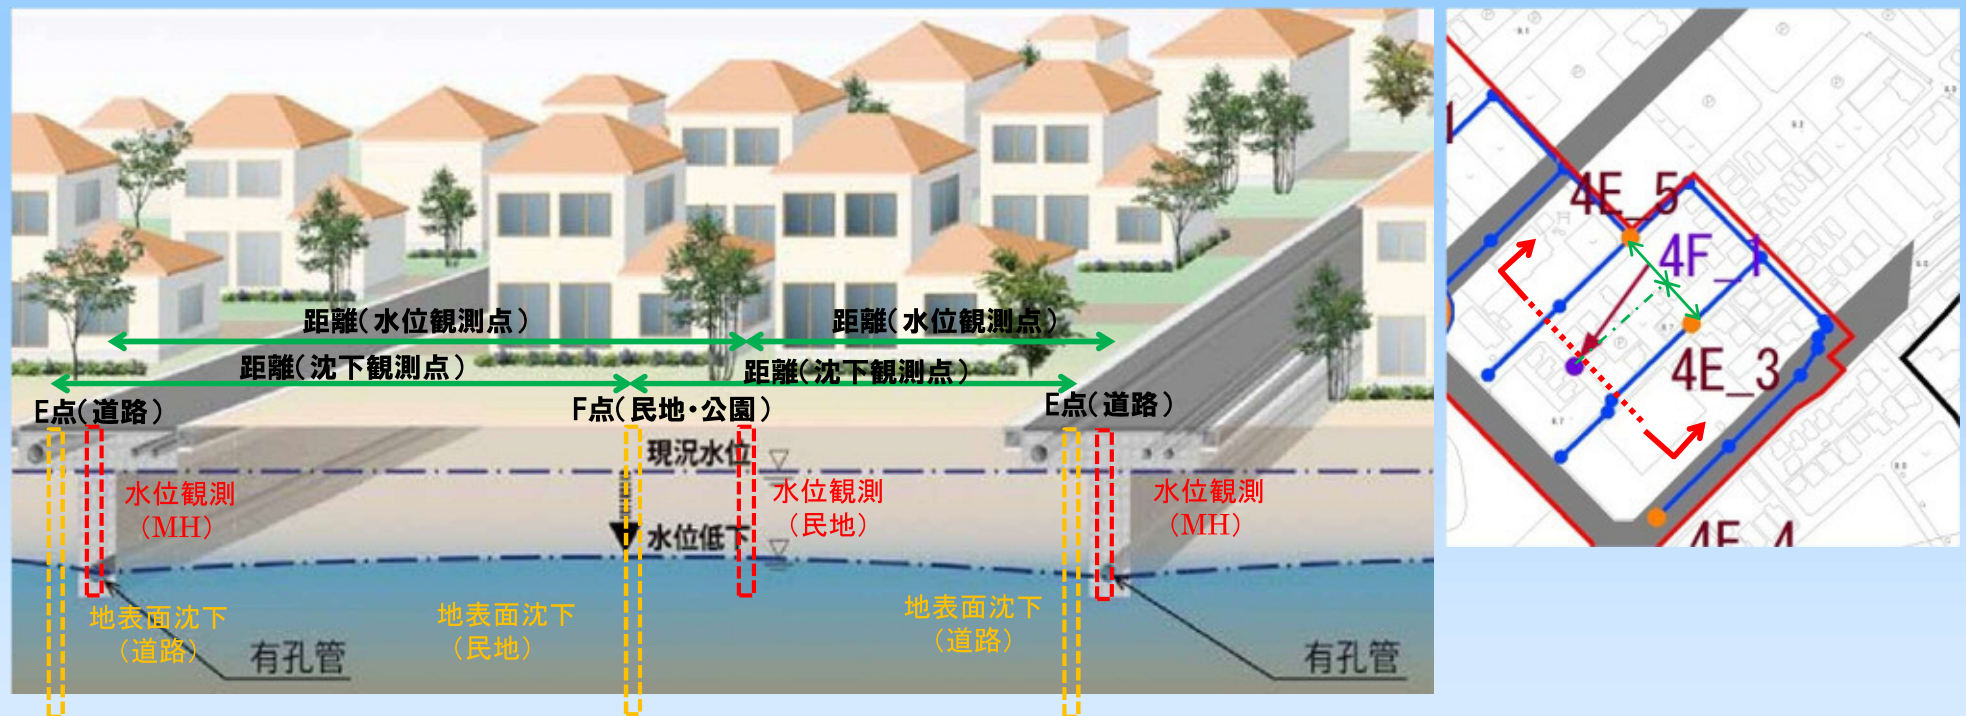 距離(水位観測点)
距離(水位観測点)
距離(沈下観測点)
距離(沈下観測点)
E点(道路)
F点(民地・公園)
E点(道路)
現況水位
水位観測
(MH)
水位観測
(民地)
水位観測
(MH)
水位低下
地表面沈下
(道路)
地表面沈下
(民地)
地表面沈下
(道路)
有孔管
有孔管
4E_5
4F_1
4E_3
4E_4